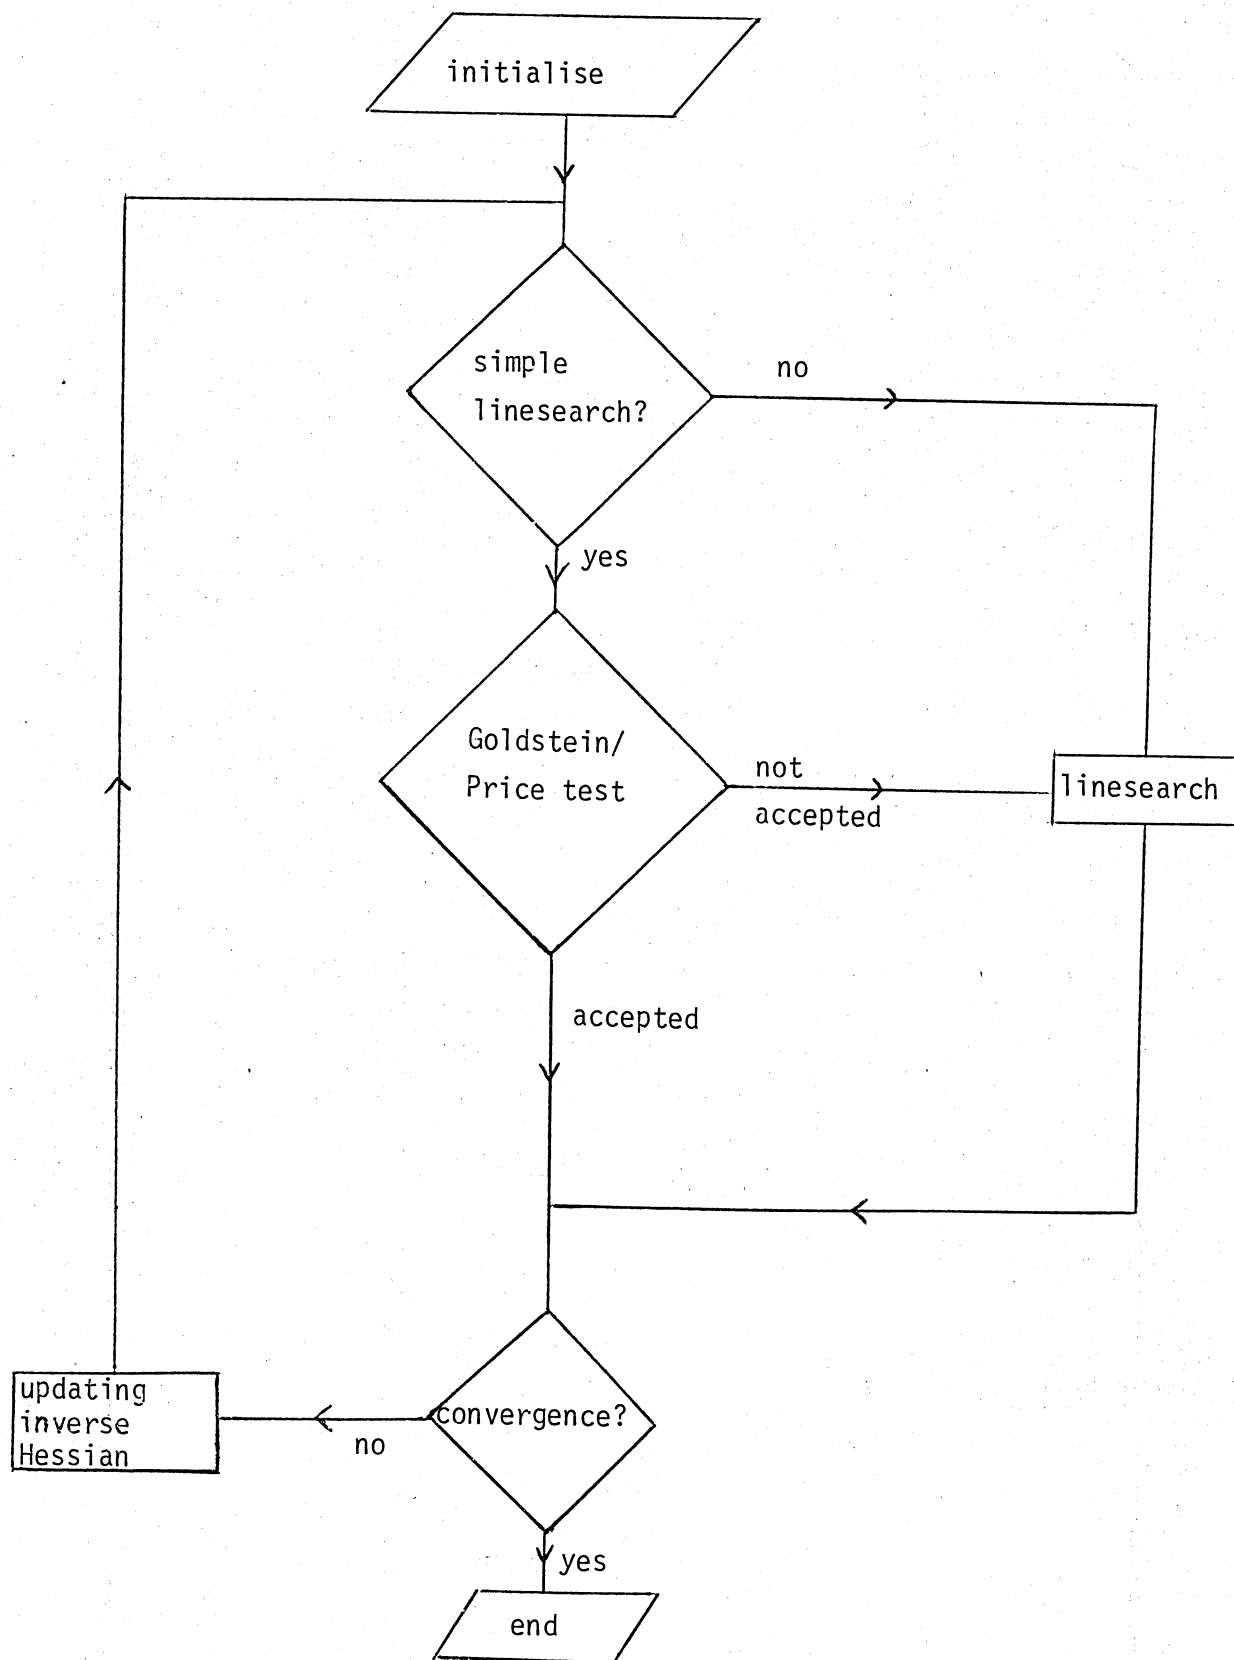 initialise
simple
linesearch?
no
yes
Goldstein/
Price test
not
accepted
linesearch
accepted
updating
inverse
Hessian
no
convergence?
yes
end